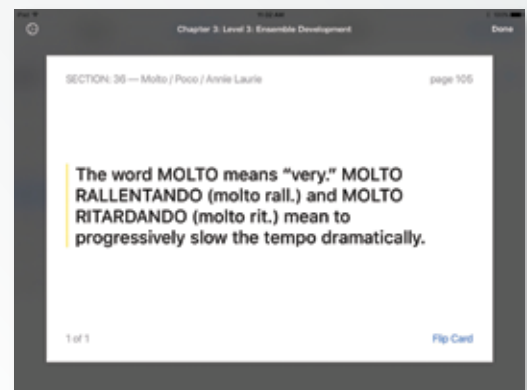 Chapter 3: Level 3: Ensemble Development
Done
SECTION: 36 — Molto / Poco / Annie Laurie
page 105
The word MOLTO means “very.” MOLTO
RALLENTANDO (molto rall.) and MOLTO
RITARDANDO (molto rit.) mean to
progressively slow the tempo dramatically.
1 of 1
Flip Card